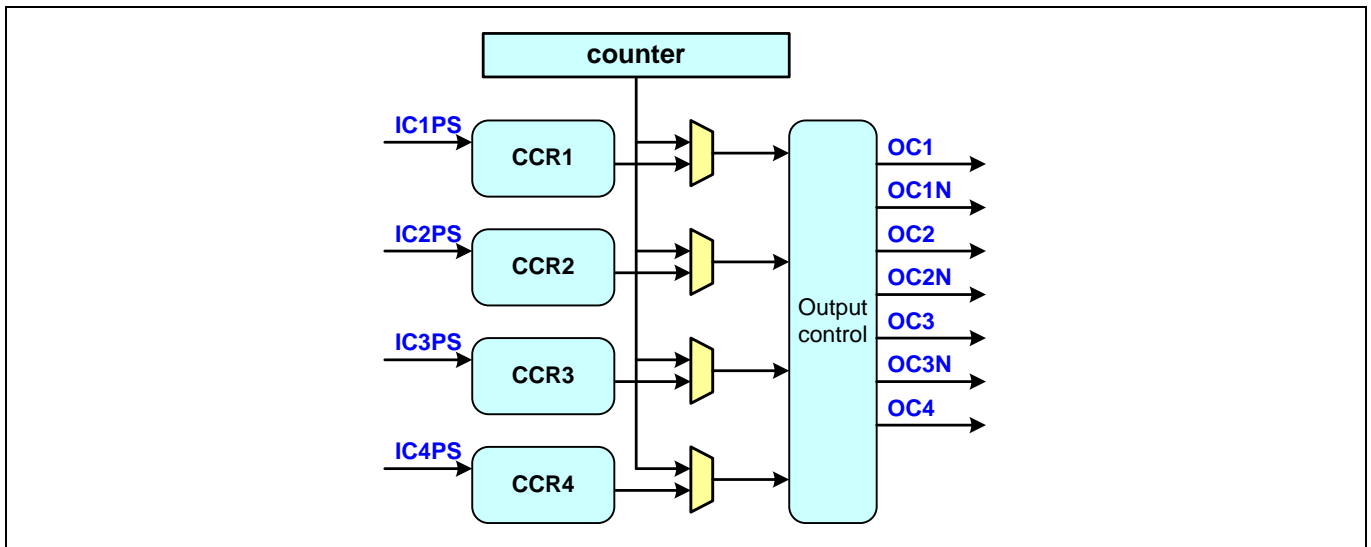 counter
IC1PS
CCR1
OC1
OC1N
IC2PS
CCR2
OC2
OC2N
Output
control
OC3
IC3PS
CCR3
OC3N
OC4
IC4PS
CCR4